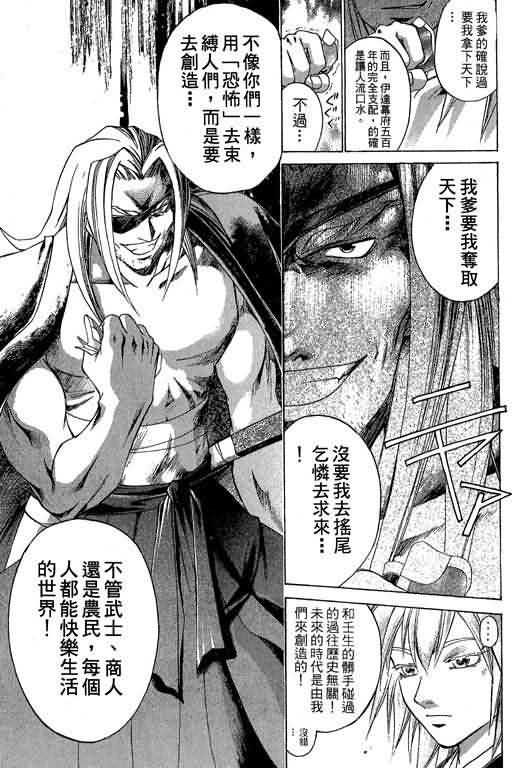 我爹的確說過
要我拿下天下
…
而且，伊達幕府五百
年的完全支配，的確
是讓人流口水。
不過…
我爹要我奪取
天下…
沒要我去搖尾
乞憐去求來…
！
…
和壬生的髒手碰過
的過往歷史無關！
未來的時代是由我
們來創造的！
沒錯
不像你們一樣，
用「恐怖」去束
縛人們，而是要
去創造…
不管武士、商人
還是農民，每個
人都能快樂生活
的世界！